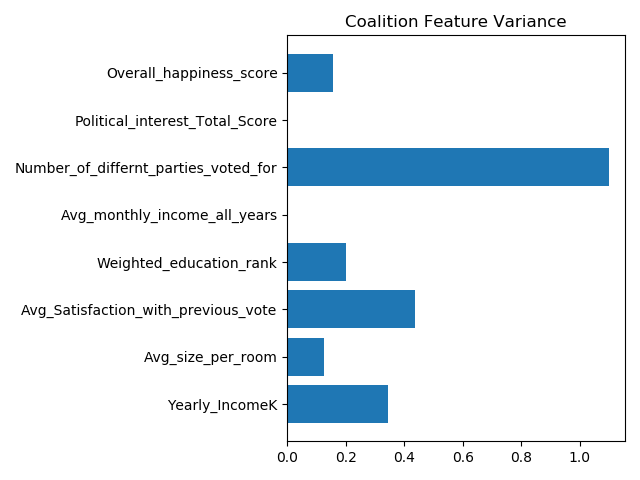 Coalition Feature Variance
Overall_happiness_score
Political_interest_Total_Score
Number_of_differnt_parties_voted_for
Avg_monthly_income_all_years
Weighted_education_rank
Avg_Satisfaction_with_previous_vote
Avg_size_per_room
Yearly_IncomeK
0.0 0.2 0.4 0.6 0.8 1.0